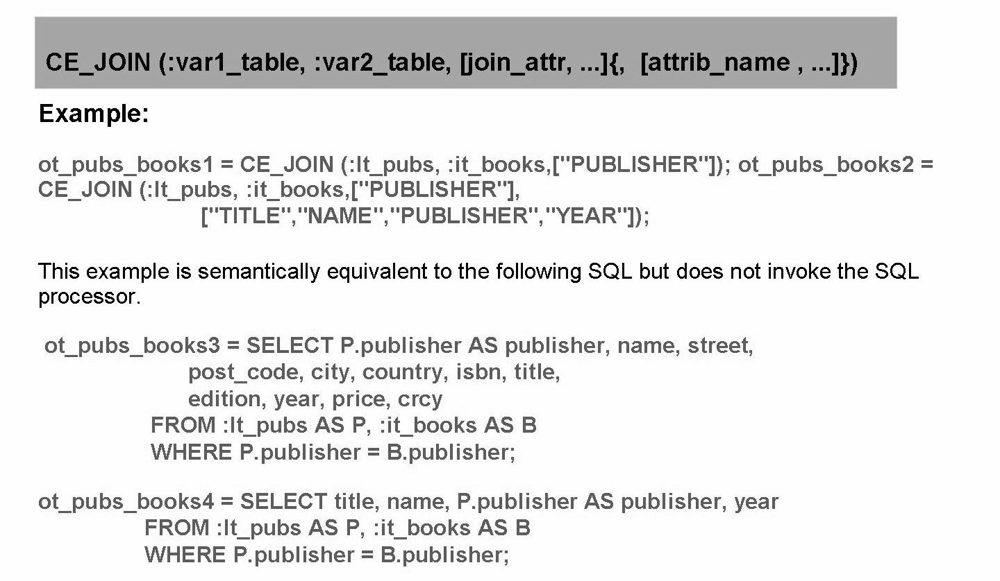 CE_JOIN (:var1_table, :var2_table, [join_attr, ...]{, [attrib_name , ...]})
Example:
ot_pubs_books1 = CE_JOIN (:lt_pubs, :it_books,["PUBLISHER"]); ot_pubs_books2 =
CE_JOIN (:lt_pubs, :it_books,["PUBLISHER"],
["TITLE","NAME","PUBLISHER","YEAR"]);
This example is semantically equivalent to the following SQL but does not invoke the SQL
processor.
ot_pubs_books3 = SELECT P.publisher AS publisher, name, street,
post_code, city, country, isbn, title,
edition, year, price, crcy
FROM :lt_pubs AS P, :it_books AS B
WHERE P.publisher = B.publisher;
ot_pubs_books4 = SELECT title, name, P.publisher AS publisher, year
FROM :lt_pubs AS P, :it_books AS B
WHERE P.publisher = B.publisher;